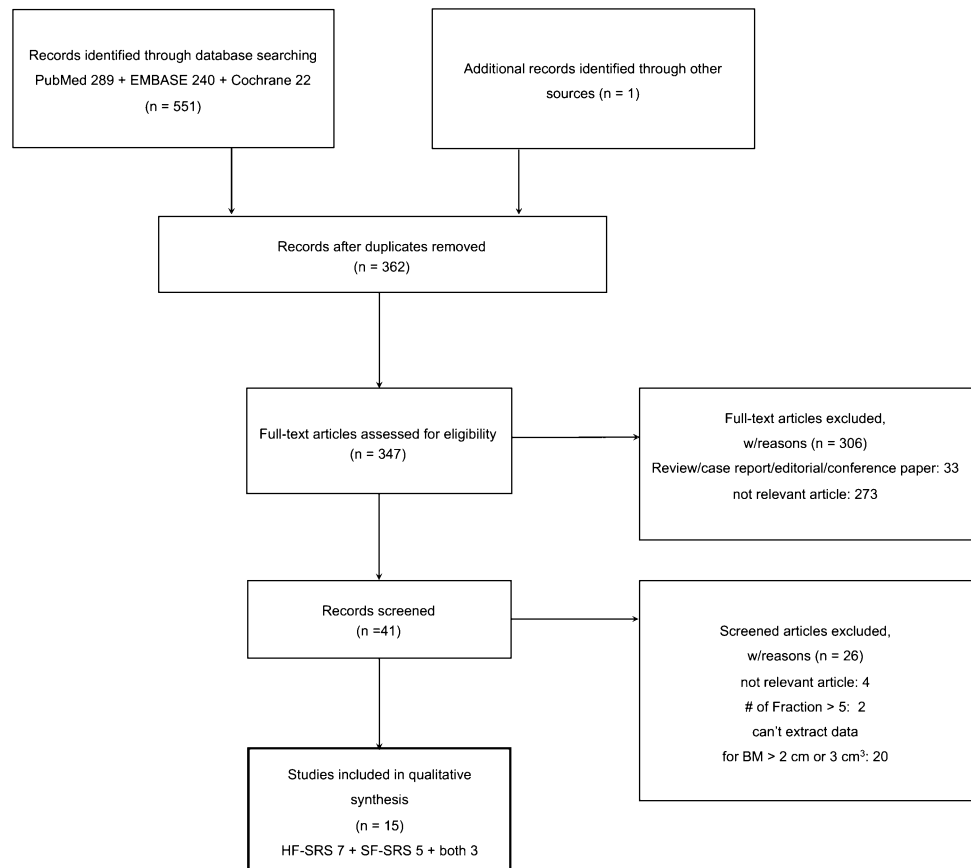 Records identified through database searching
PubMed 289 + EMBASE 240 + Cochrane 22
(n = 551)
Additional records identified through other
sources (n = 1)
Records after duplicates removed
(n = 362)
Full-text articles assessed for eligibility
(n = 347)
Full-text articles excluded,
w/reasons (n = 306)
Review/case report/editorial/conference paper: 33
not relevant article: 273
Records screened
(n =41)
Screened articles excluded,
w/reasons (n = 26)
not relevant article: 4
# of Fraction > 5: 2
can't extract data
for BM > 2 cm or 3 cm³: 20
Studies included in qualitative
synthesis
(n = 15)
HF-SRS 7 + SF-SRS 5 + both 3